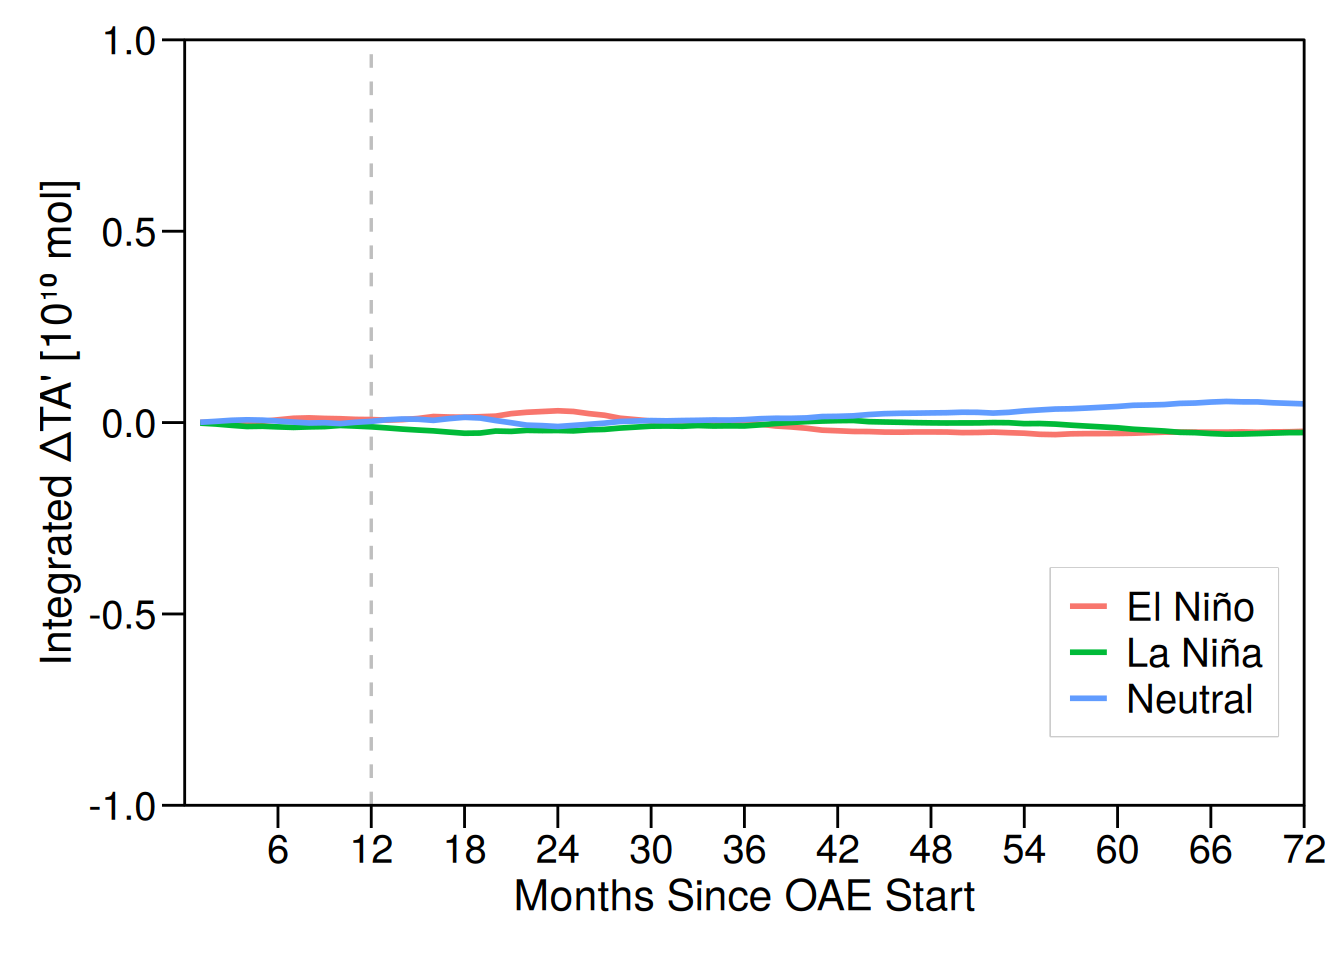 1.0
0.5
0.0
-0.5
-1.0
Integrated ΔTA' [10¹⁰ mol]
El Niño
La Niña
Neutral
6 12 18 24 30 36 42 48 54 60 66 72
Months Since OAE Start